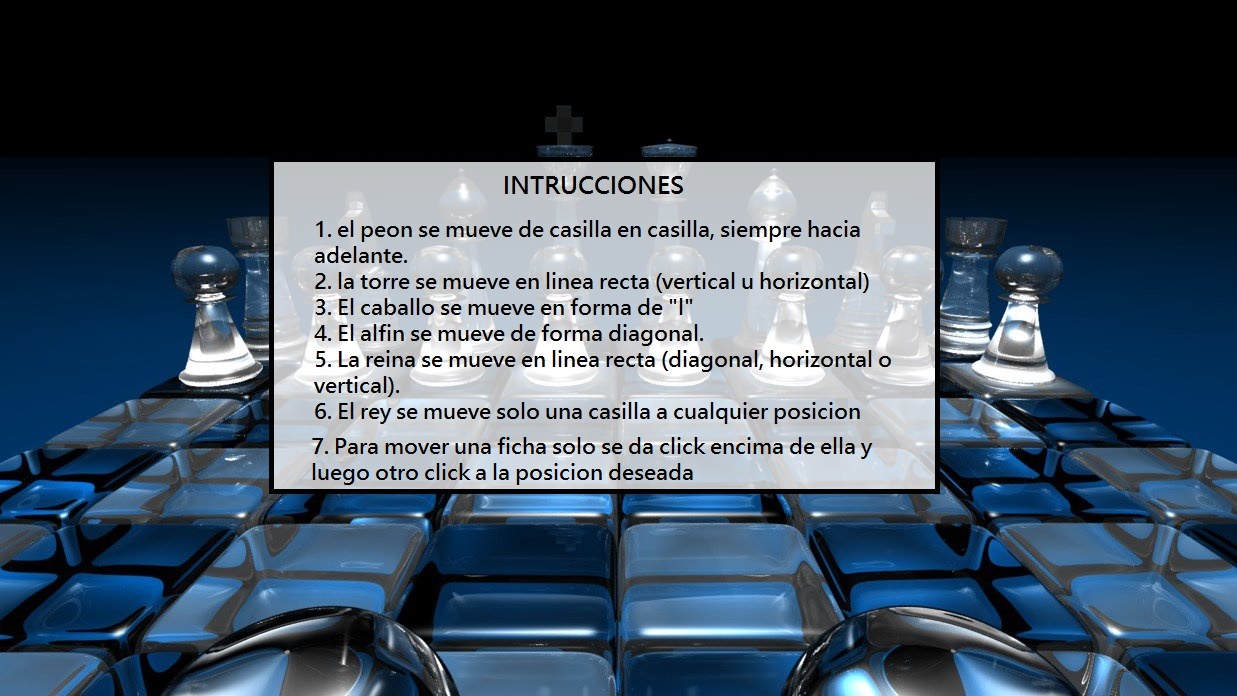 INTRUCCIONES
1. el peon se mueve de casilla en casilla, siempre hacia
adelante.
2. la torre se mueve en linea recta (vertical u horizontal)
3. El caballo se mueve en forma de "l"
4. El alfin se mueve de forma diagonal.
5. La reina se mueve en linea recta (diagonal, horizontal o
vertical).
6. El rey se mueve solo una casilla a cualquier posicion
7. Para mover una ficha solo se da click encima de ella y
luego otro click a la posicion deseada